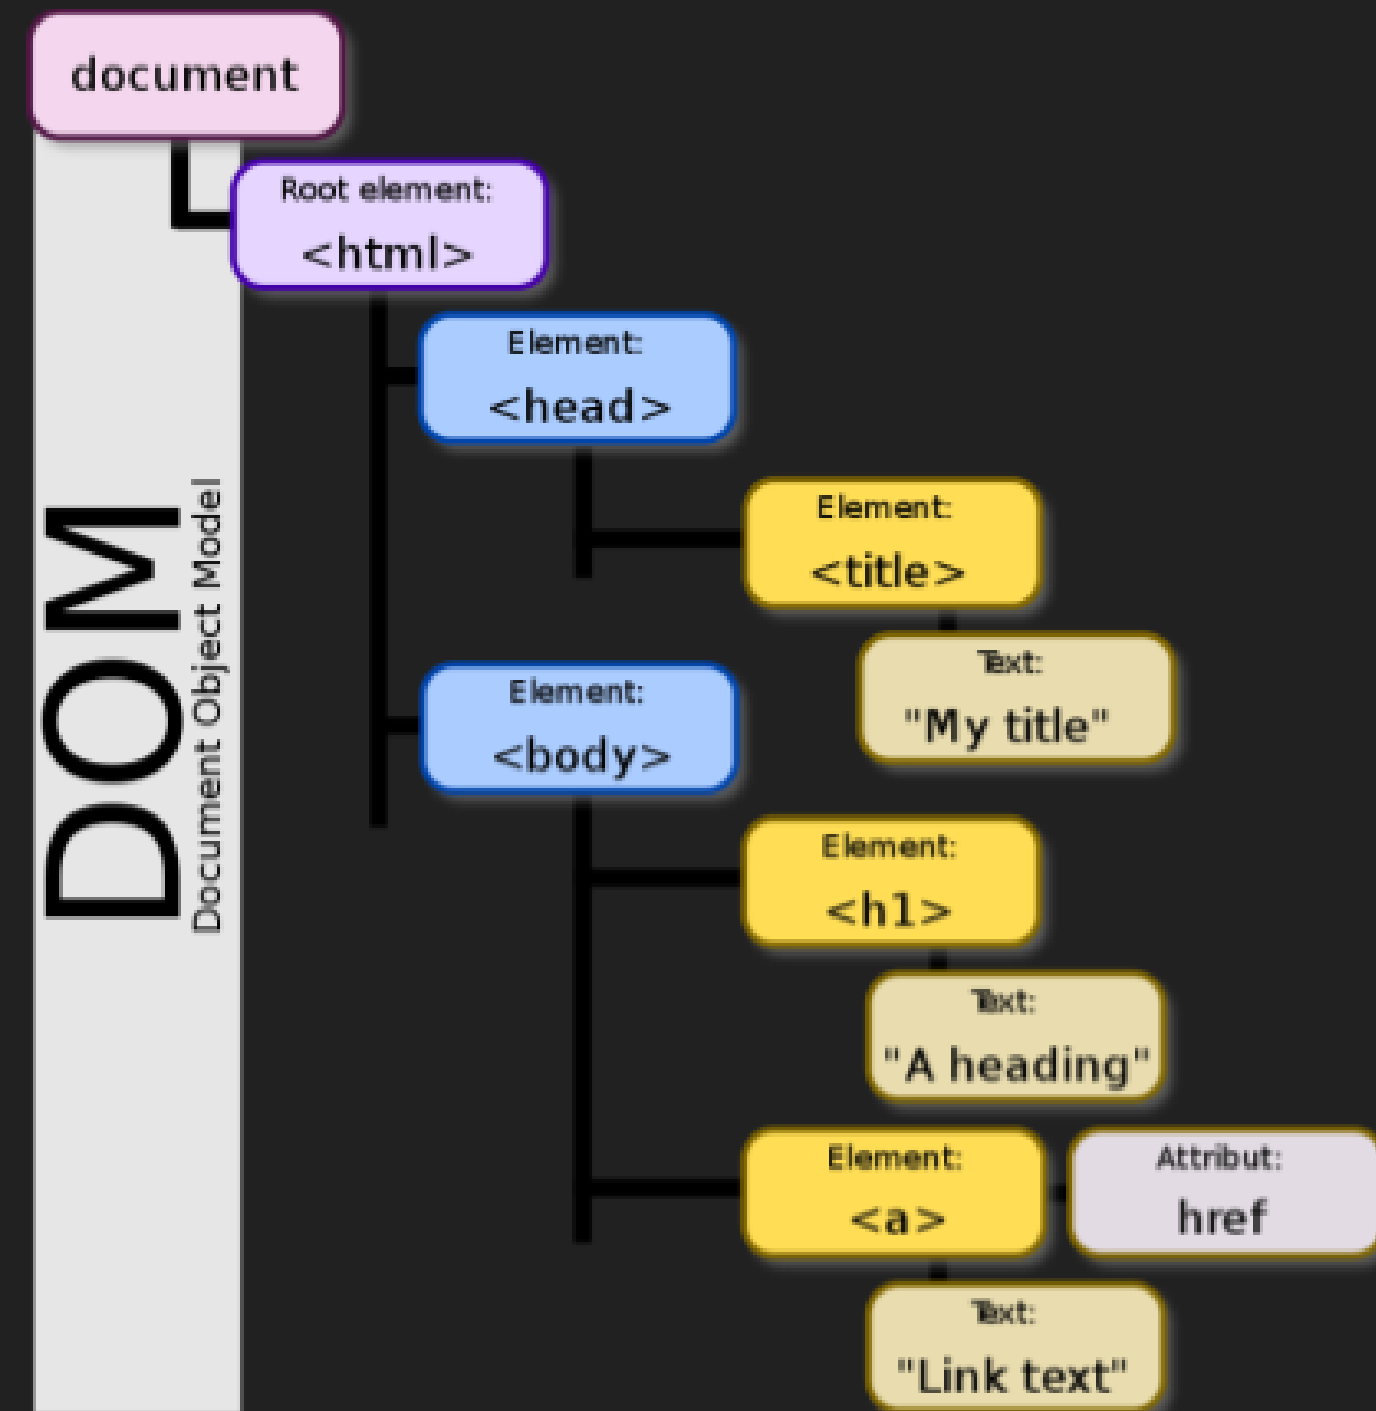 document
Root element:
<html>
Element:
<head>
Element:
<title>
Text:
"My title"
Element:
<body>
Element:
<h1>
Text:
"A heading"
Element:
<a>
Attribut:
href
Text:
"Link text"
DOM
Document Object Model